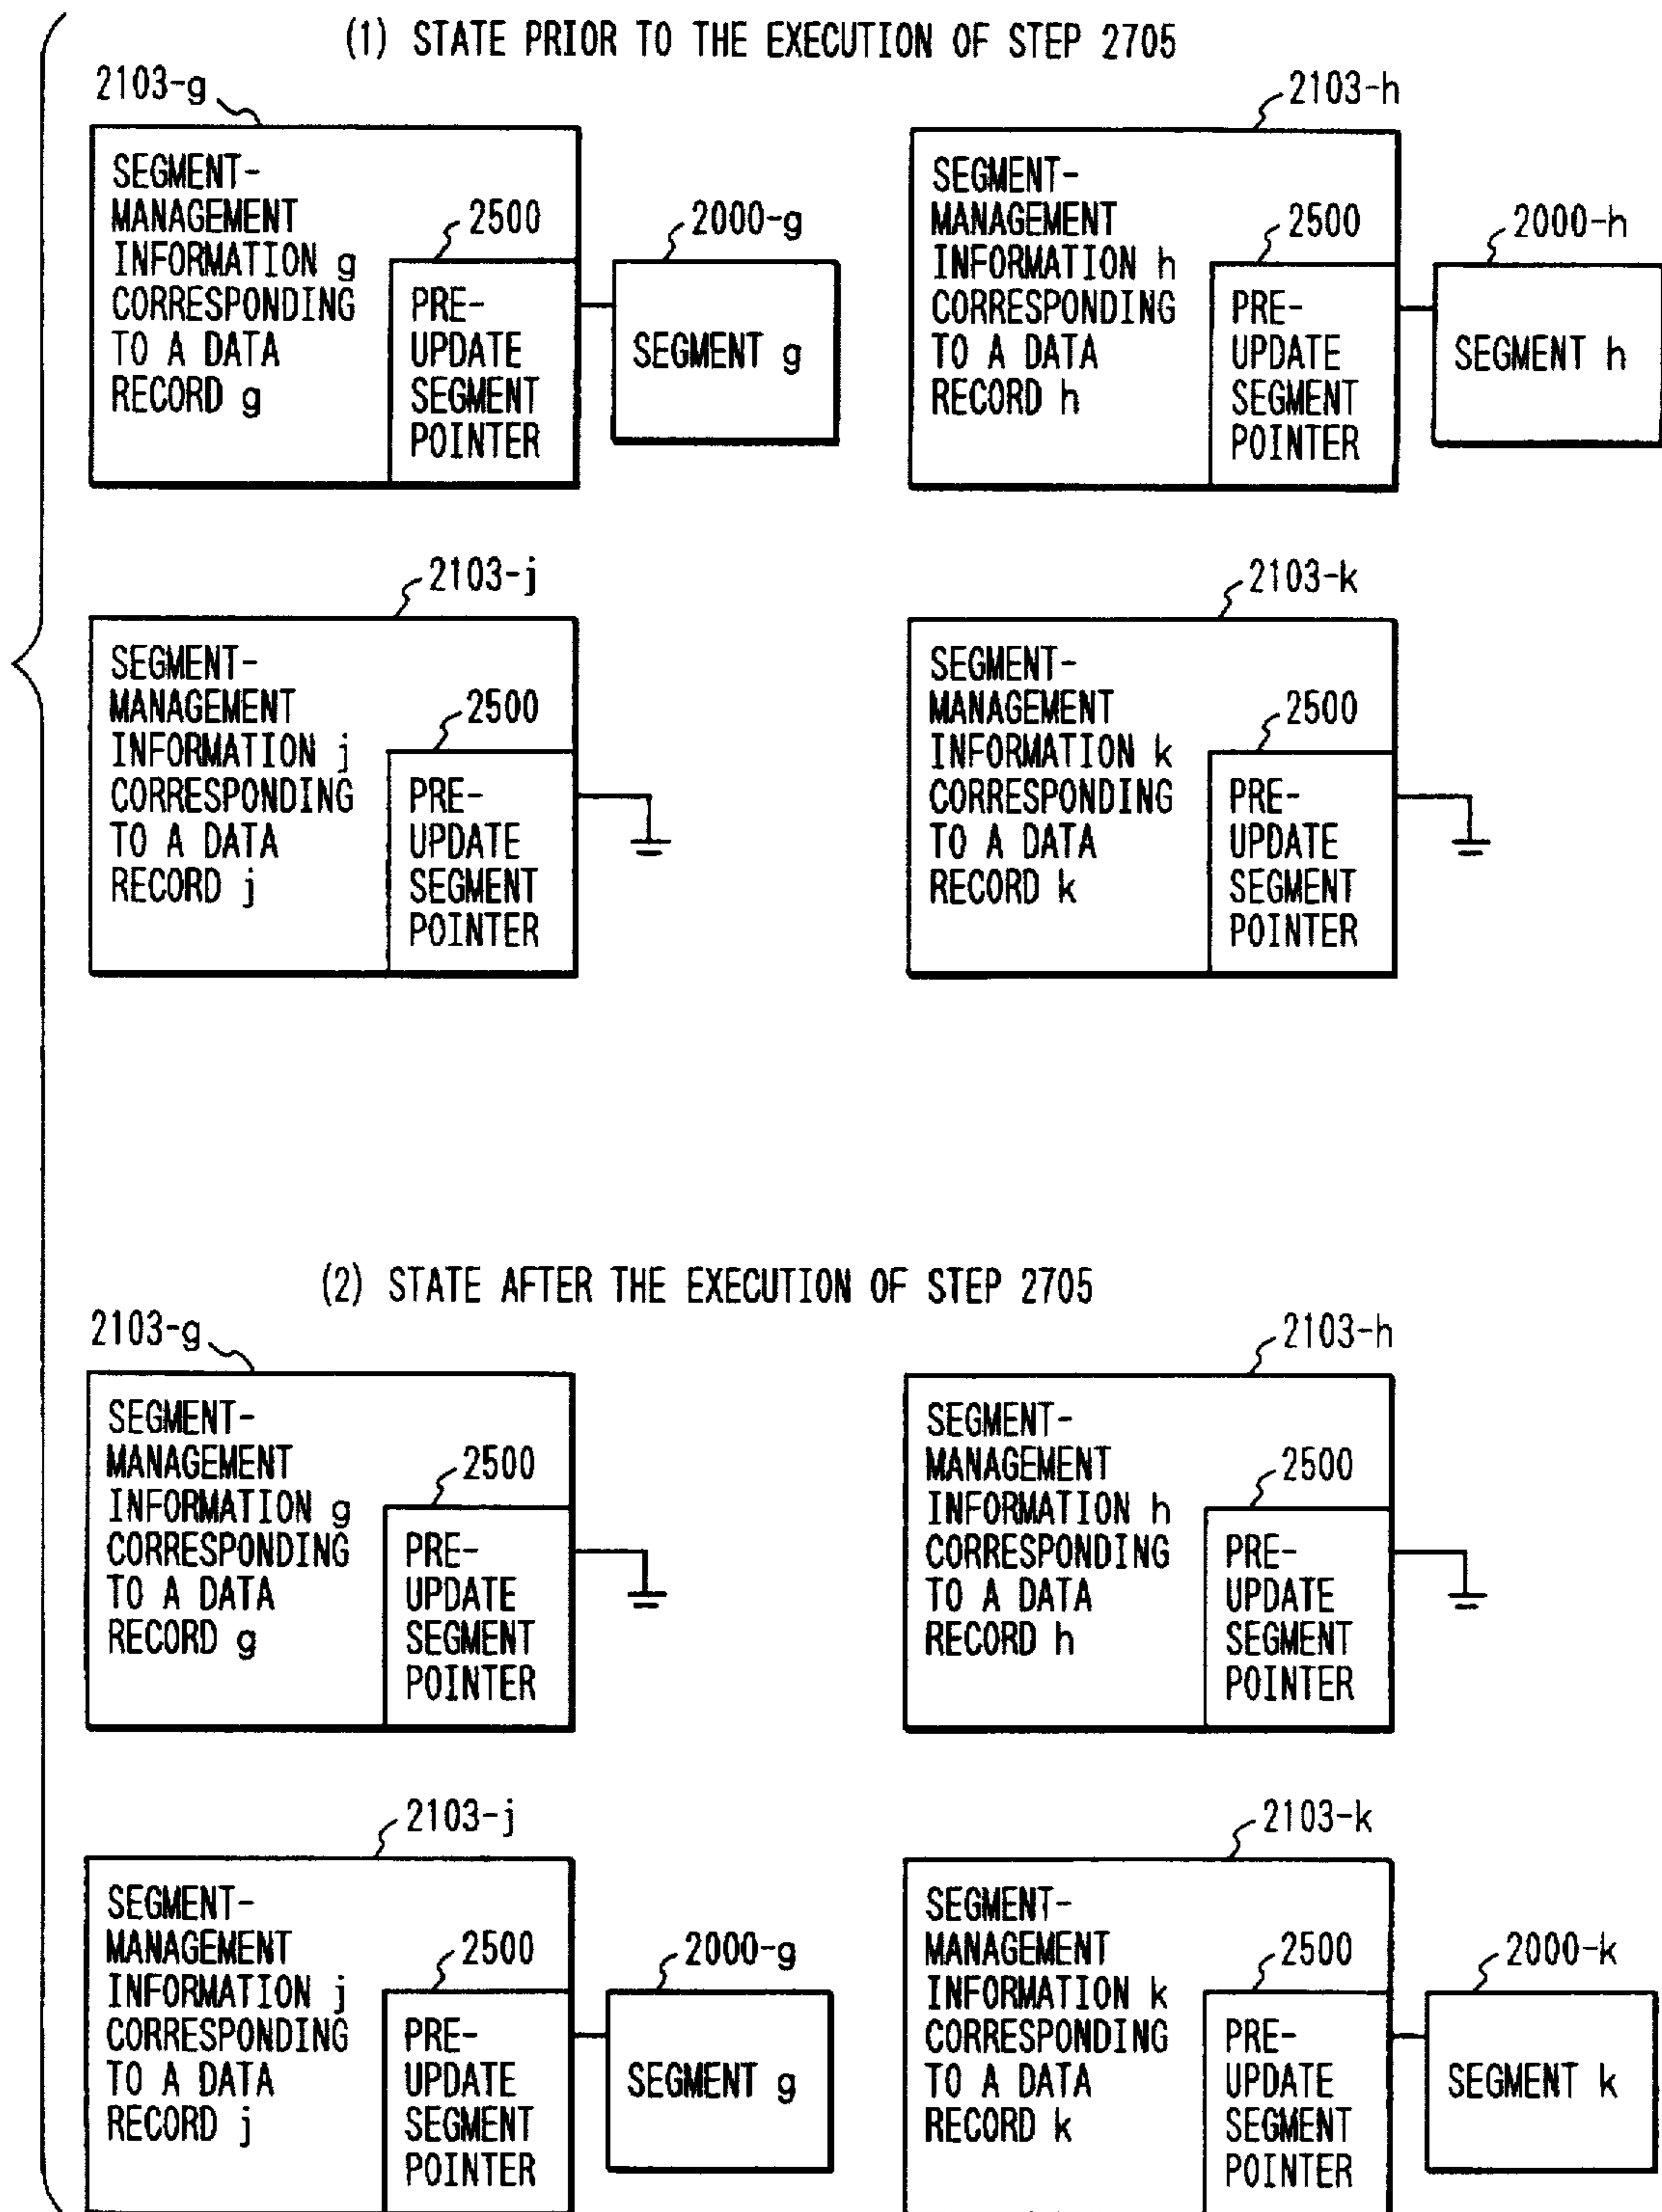 (1) STATE PRIOR TO THE EXECUTION OF STEP 2705
2103-g
SEGMENT-
MANAGEMENT
INFORMATION g
CORRESPONDING
TO A DATA
RECORD g
2500
PRE-
UPDATE
SEGMENT
POINTER
2000-g
SEGMENT g
2103-h
SEGMENT-
MANAGEMENT
INFORMATION h
CORRESPONDING
TO A DATA
RECORD h
2500
PRE-
UPDATE
SEGMENT
POINTER
2000-h
SEGMENT h
2103-j
SEGMENT-
MANAGEMENT
INFORMATION j
CORRESPONDING
TO A DATA
RECORD j
2500
PRE-
UPDATE
SEGMENT
POINTER
2103-k
SEGMENT-
MANAGEMENT
INFORMATION k
CORRESPONDING
TO A DATA
RECORD k
2500
PRE-
UPDATE
SEGMENT
POINTER
(2) STATE AFTER THE EXECUTION OF STEP 2705
2103-g
SEGMENT-
MANAGEMENT
INFORMATION g
CORRESPONDING
TO A DATA
RECORD g
2500
PRE-
UPDATE
SEGMENT
POINTER
2103-h
SEGMENT-
MANAGEMENT
INFORMATION h
CORRESPONDING
TO A DATA
RECORD h
2500
PRE-
UPDATE
SEGMENT
POINTER
2103-j
SEGMENT-
MANAGEMENT
INFORMATION j
CORRESPONDING
TO A DATA
RECORD j
2500
PRE-
UPDATE
SEGMENT
POINTER
2000-g
SEGMENT g
2103-k
SEGMENT-
MANAGEMENT
INFORMATION k
CORRESPONDING
TO A DATA
RECORD k
2500
PRE-
UPDATE
SEGMENT
POINTER
2000-k
SEGMENT k